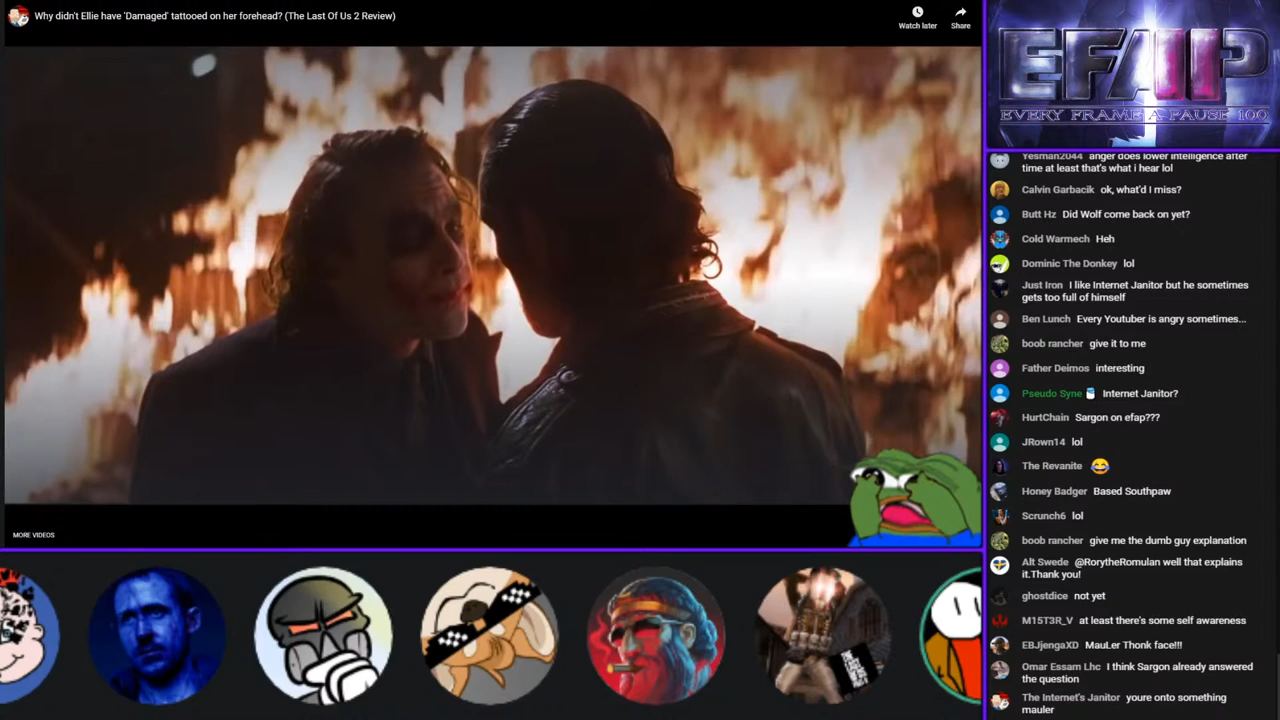 Why didn't Ellie have 'Damaged' tattooed on her forehead? (The Last Of Us 2 Review)
Watch later
Share
MORE VIDEOS
EFAP
EVERY FRAME A PAUSE 100
Yesman2044 anger does lower intelligence after
time at least that's what i hear lol
Calvin Garbacik ok, what'd I miss?
Butt Hz Did Wolf come back on yet?
Cold Warmech Heh
Dominic The Donkey lol
Just Iron I like Internet Janitor but he sometimes
gets too full of himself
Ben Lunch Every Youtuber is angry sometimes...
boob rancher give it to me
Father Deimos interesting
Pseudo Syne Internet Janitor?
HurtChain Sargon on efap???
JRown14 lol
The Revanite 😂
Honey Badger Based Southpaw
Scrunch6 lol
boob rancher give me the dumb guy explanation
Alt Swede @RorytheRomulan well that explains
it.Thank you!
ghostdice not yet
M15T3R_V at least there's some self awareness
EBJjengaXD MauLer Thonk face!!!
Omar Essam Lhc I think Sargon already answered
the question
The Internet's Janitor youre onto something
mauler